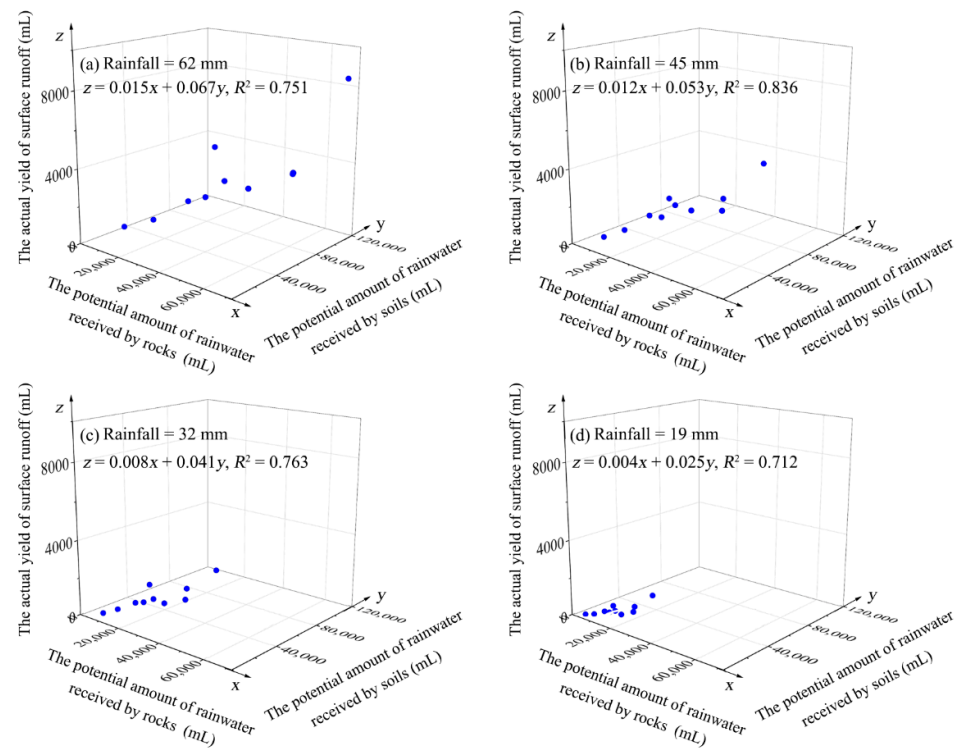 The actual yield of surface runoff (mL)
z
(a) Rainfall = 62 mm
z = 0.015x + 0.067y, R² = 0.751
8000
4000
0
20,000
40,000
60,000
x
y
120,000
80,000
40,000
The potential amount of rainwater
received by rocks (mL)
The potential amount of rainwater
received by soils (mL)
The actual yield of surface runoff (mL)
z
(b) Rainfall = 45 mm
z = 0.012x + 0.053y, R² = 0.836
8000
4000
0
20,000
40,000
60,000
x
y
120,000
80,000
40,000
The potential amount of rainwater
received by rocks (mL)
The potential amount of rainwater
received by soils (mL)
The actual yield of surface runoff (mL)
z
(c) Rainfall = 32 mm
z = 0.008x + 0.041y, R² = 0.763
8000
4000
0
20,000
40,000
60,000
x
y
120,000
80,000
40,000
The potential amount of rainwater
received by rocks (mL)
The potential amount of rainwater
received by soils (mL)
The actual yield of surface runoff (mL)
z
(d) Rainfall = 19 mm
z = 0.004x + 0.025y, R² = 0.712
8000
4000
0
20,000
40,000
60,000
x
y
120,000
80,000
40,000
The potential amount of rainwater
received by rocks (mL)
The potential amount of rainwater
received by soils (mL)